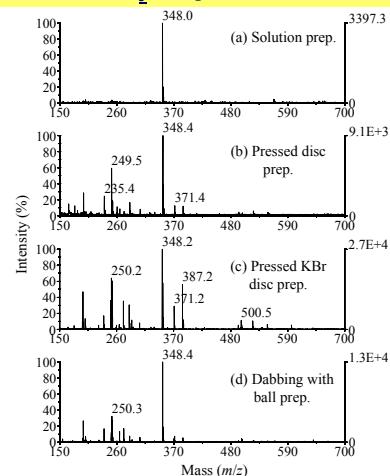 348.0
100
3397.3
(a) Solution prep.
80
60
40
20
0
0
150 260 370 480 590 700
348.4
100
9.1E+3
(b) Pressed disc
prep.
80
249.5
60
40
235.4
371.4
20
0
0
150 260 370 480 590 700
348.2
100
2.7E+4
(c) Pressed KBr
disc prep.
80
250.2
387.2
60
371.2
40
500.5
20
0
0
150 260 370 480 590 700
348.4
100
1.3E+4
(d) Dabbing with
ball prep.
80
60
250.3
40
20
0
0
150 260 370 480 590 700
Intensity (%)
Mass (m/z)